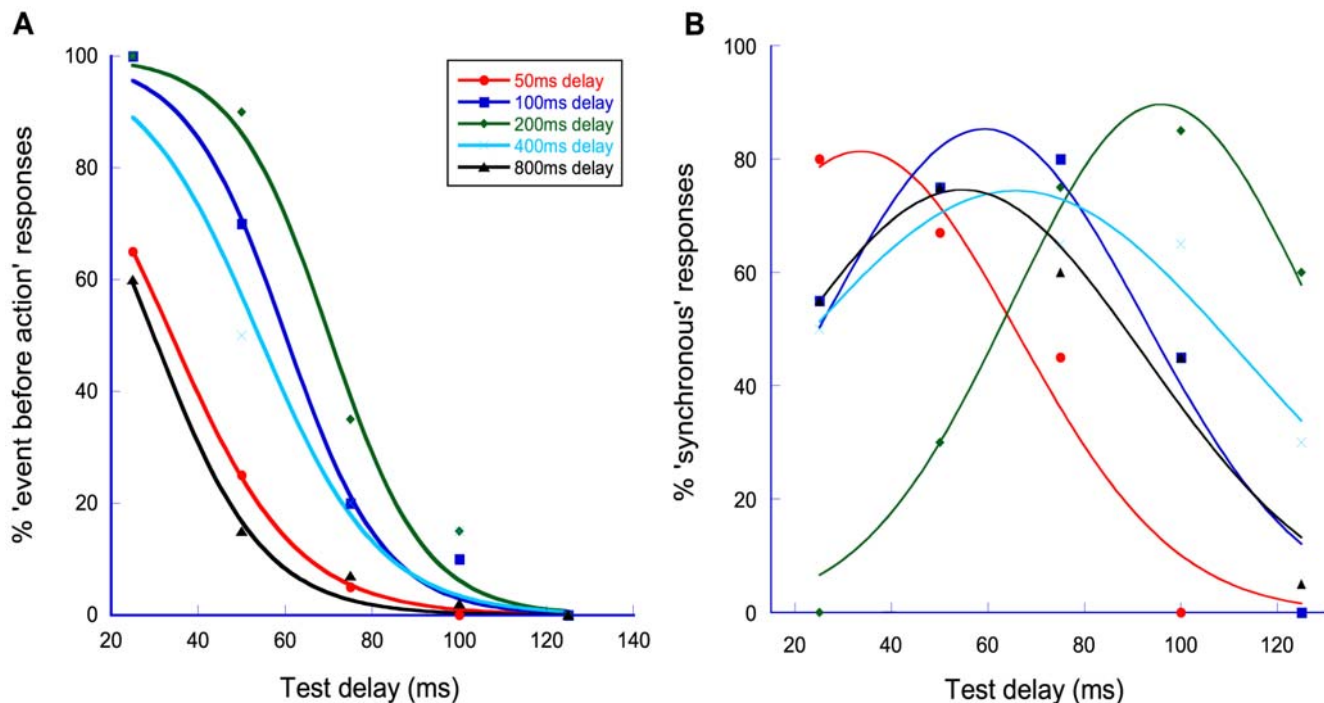 A
% 'event before action' responses
100
80
60
40
20
0
20 40 60 80 100 120 140
Test delay (ms)
50ms delay
100ms delay
200ms delay
400ms delay
800ms delay
B
% 'synchronous' responses
100
80
60
40
20
0
20 40 60 80 100 120
Test delay (ms)